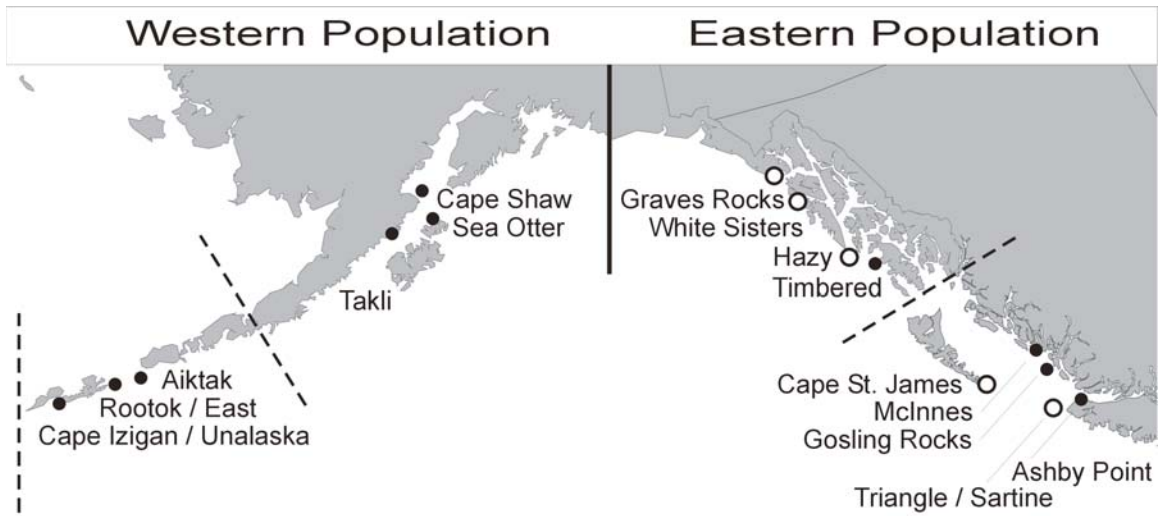 Western Population
Eastern Population
Cape Shaw
Sea Otter
Takli
Aiktak
Rootok / East
Cape Izigan / Unalaska
Graves Rocks
White Sisters
Hazy
Timbered
Cape St. James
McInnes
Gosling Rocks
Ashby Point
Triangle / Sartine